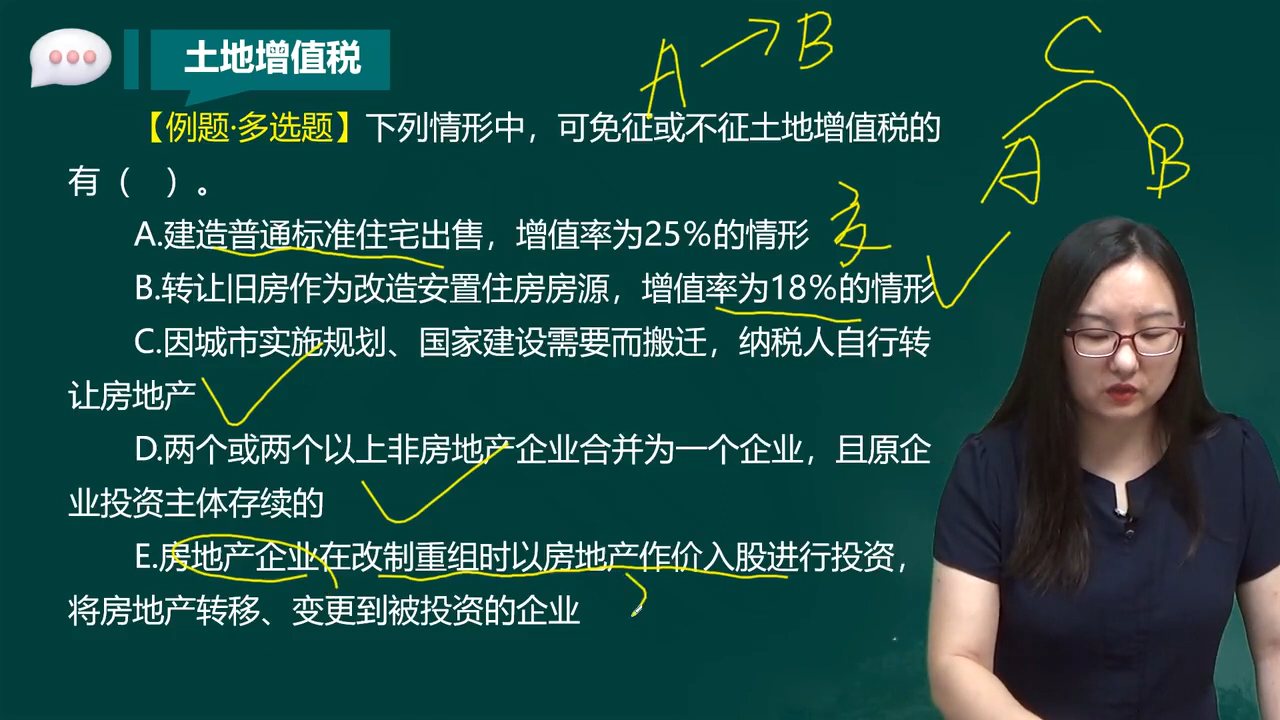 土地增值税
A → B
C
A B
【例题·多选题】下列情形中，可免征或不征土地增值税的
有（ ）。
A.建造普通标准住宅出售，增值率为25%的情形
B.转让旧房作为改造安置住房房源，增值率为18%的情形
C.因城市实施规划、国家建设需要而搬迁，纳税人自行转
让房地产
D.两个或两个以上非房地产企业合并为一个企业，且原企
业投资主体存续的
E.房地产企业在改制重组时以房地产作价入股进行投资，
将房地产转移、变更到被投资的企业